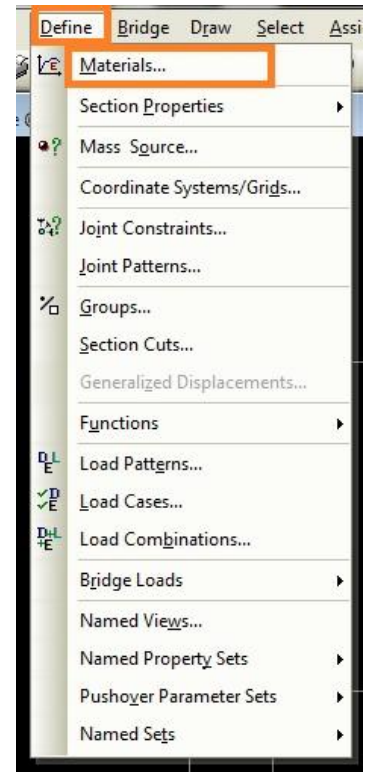 Define Bridge Draw Select Assi
Materials...
Section Properties
Mass Source...
Coordinate Systems/Grids...
Joint Constraints...
Joint Patterns...
Groups...
Section Cuts...
Generalized Displacements...
Functions
Load Patterns...
Load Cases...
Load Combinations...
Bridge Loads
Named Views...
Named Property Sets
Pushover Parameter Sets
Named Sets